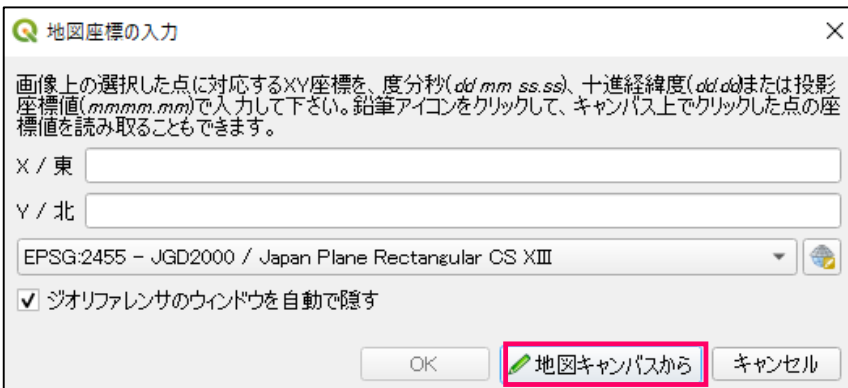 地図座標の入力
画像上の選択した点に対応するXY座標を、度分秒(dd mm ss.ss)、十進経緯度(dd.dd)または投影
座標値(mmmm.mm)で入力して下さい。鉛筆アイコンをクリックして、キャンバス上でクリックした点の座
標値を読み取ることもできます。
X / 東
Y / 北
EPSG:2455 - JGD2000 / Japan Plane Rectangular CS XIII
ジオリファレンサのウィンドウを自動で隠す
OK 地図キャンバスから キャンセル